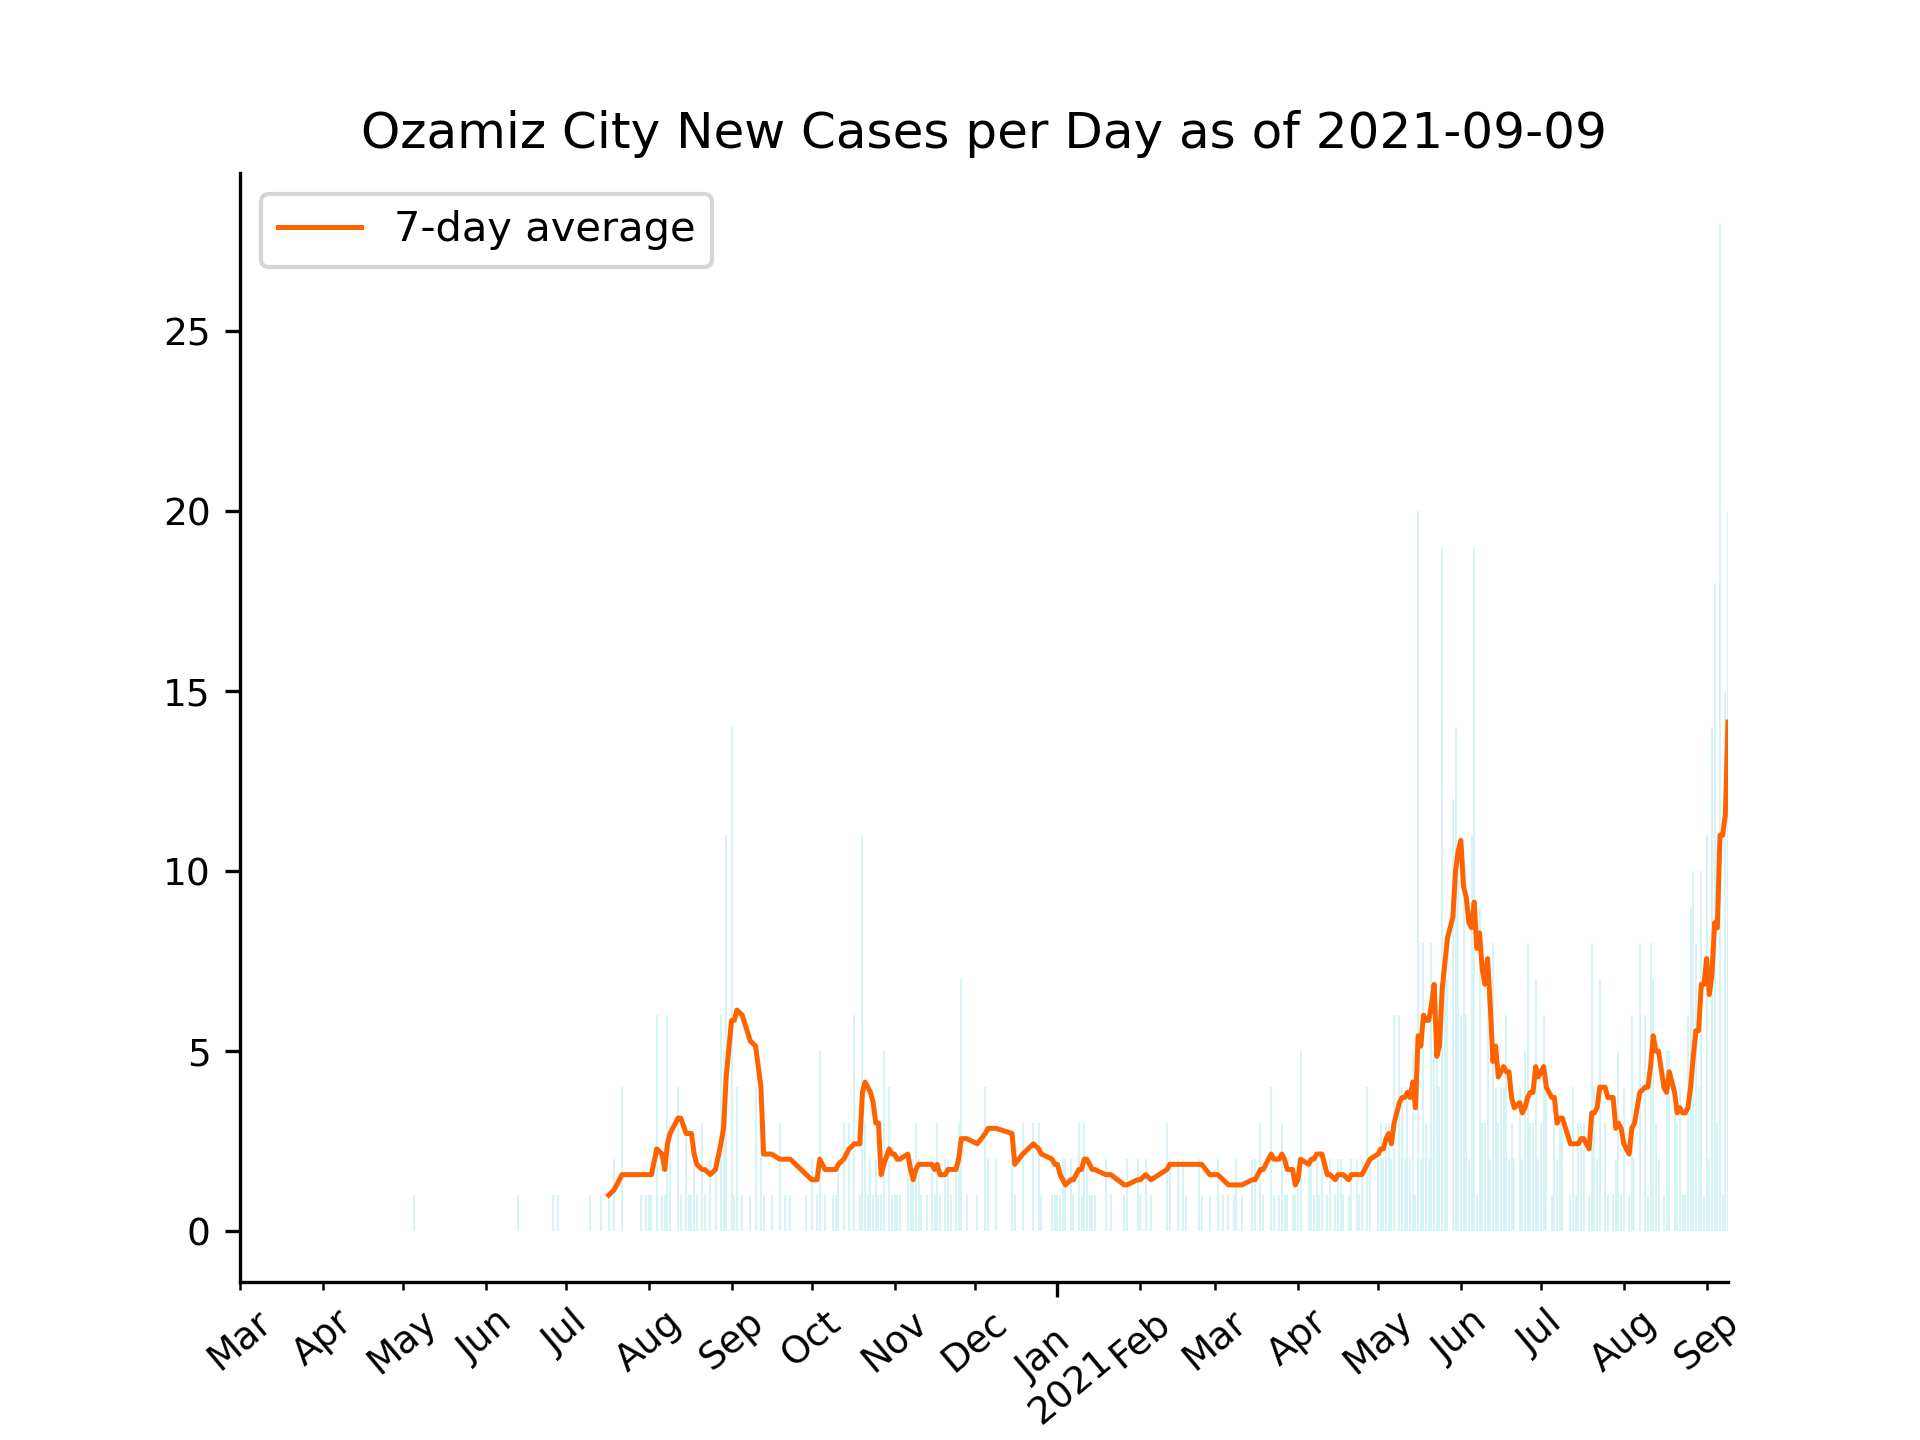 Ozamiz City New Cases per Day as of 2021-09-09
7-day average
25
20
15
10
5
0
Mar Apr May Jun Jul Aug Sep Oct Nov Dec Jan Feb Mar Apr May Jun Jul Aug Sep
2021